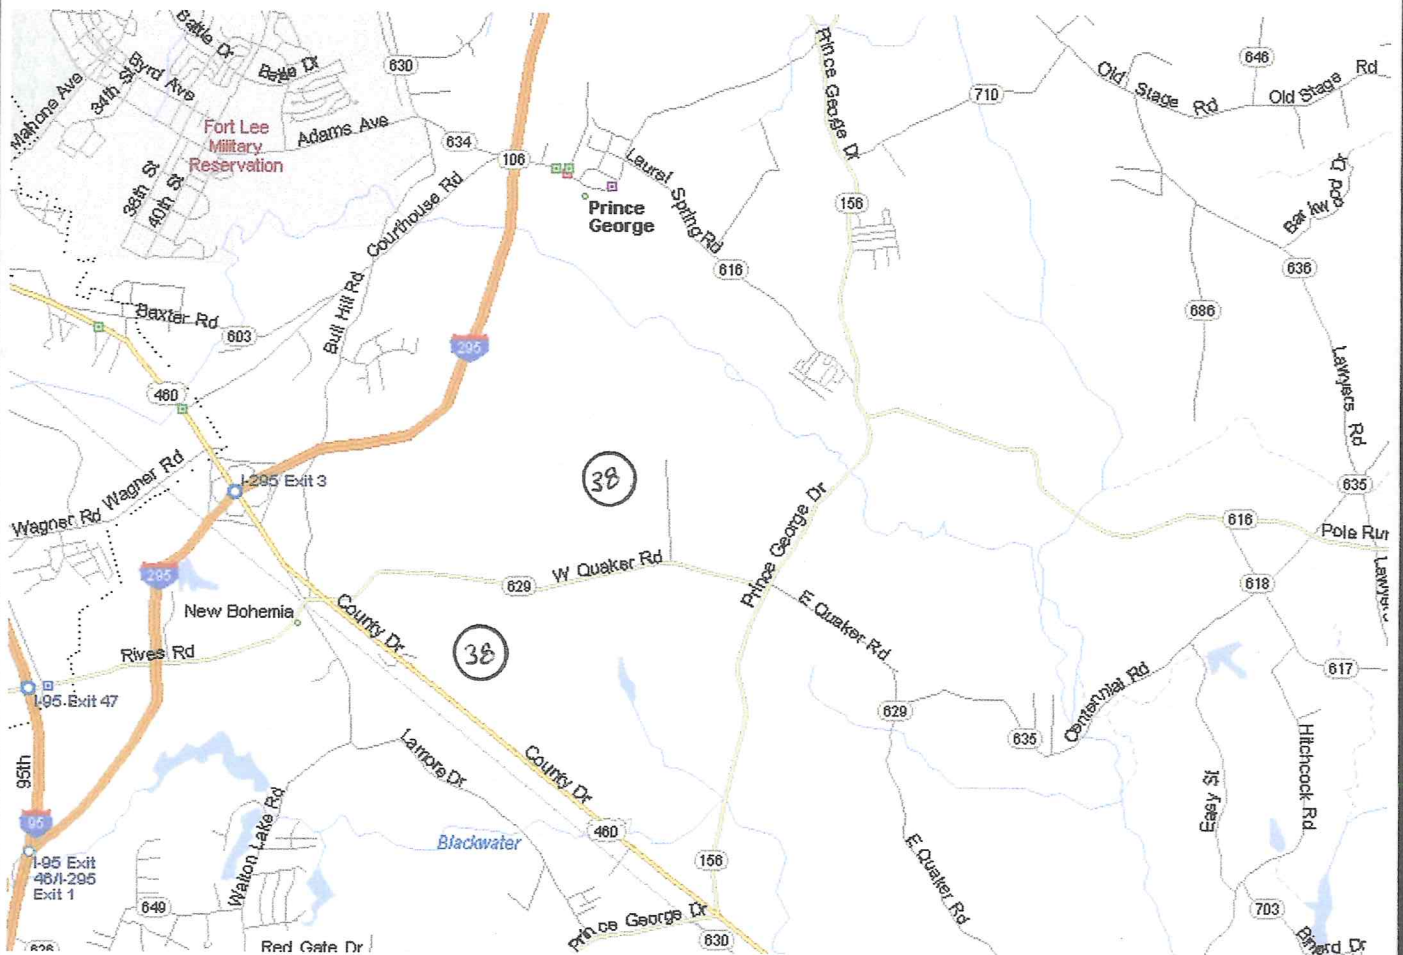 Battle Dr
Byrd Ave
Battle Dr
630
Prince George Dr
646
Mahone Ave
34th St
710
Old Stage Rd
Old Stage Rd
Fort Lee
Military
Reservation
Adams Ave
634
106
Laurel Spring Rd
38th St
40th St
Courthouse Rd
Prince
George
156
616
636
686
Baxter Rd
603
Bull Hill Rd
295
Lawyers Rd
460
Wagner Rd
Wagner Rd
I-295 Exit 3
38
635
616
Pole Run
295
629
W Quaker Rd
Prince George Dr
618
New Bohemia
County Dr
E Quaker Rd
Lawyers
Rives Rd
38
617
I-95 Exit 47
629
635
Centennial Rd
95th
Lamore Dr
County Dr
Easy St
Hitchcock Rd
95
Walton Lake Rd
Blackwater
460
I-95 Exit
46/I-295
Exit 1
156
E Quaker Rd
649
Prince George Dr
630
703
626
Red Gate Dr